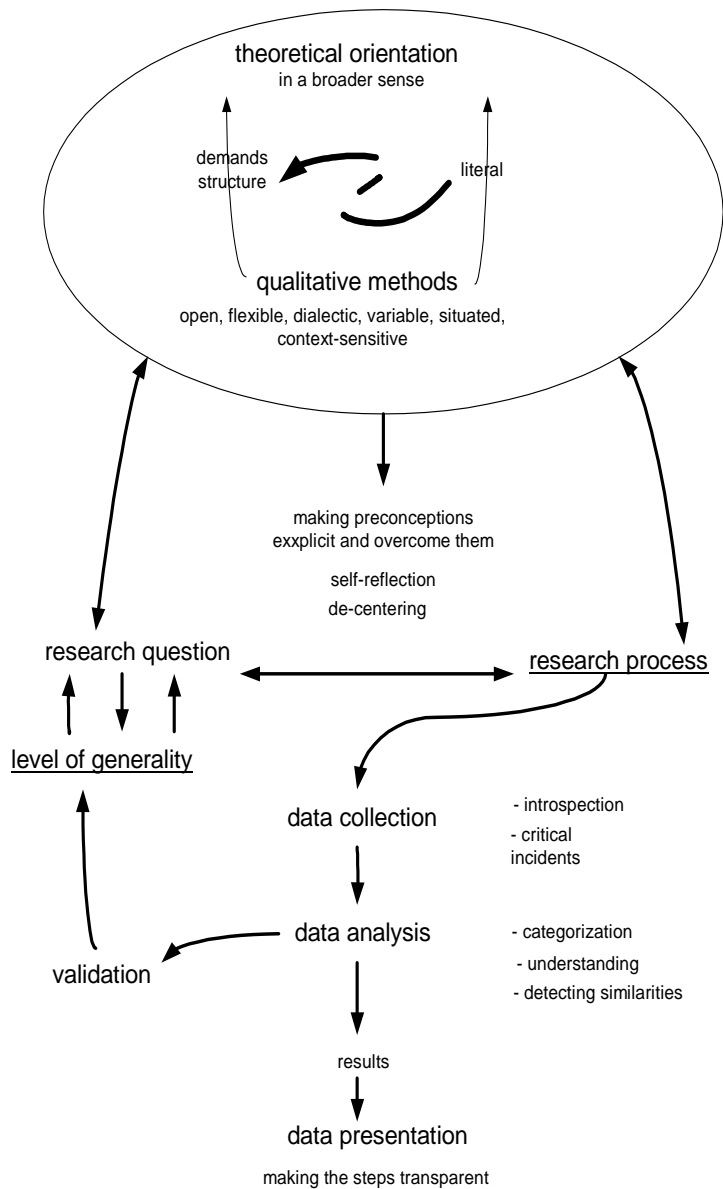 theoretical orientation
in a broader sense
demands
structure
literal
qualitative methods
open, flexible, dialectic, variable, situated,
context-sensitive
making preconceptions
exxplicit and overcome them
self-reflection
de-centering
research question
research process
level of generality
data collection
- introspection
- critical
incidents
data analysis
- categorization
- understanding
- detecting similarities
validation
results
data presentation
making the steps transparent